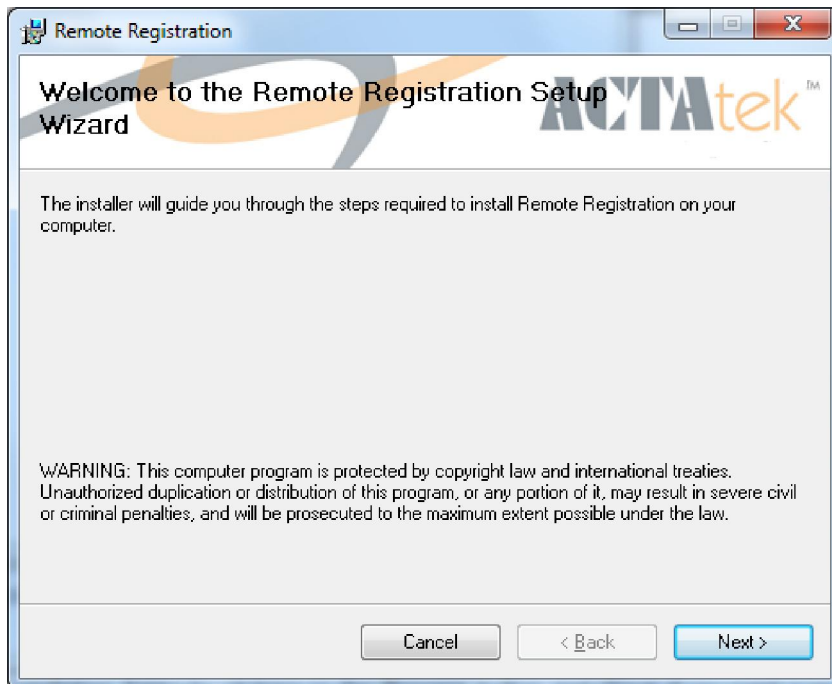 Remote Registration
Welcome to the Remote Registration Setup
Wizard
ACTAtek™
The installer will guide you through the steps required to install Remote Registration on your
computer.
WARNING: This computer program is protected by copyright law and international treaties.
Unauthorized duplication or distribution of this program, or any portion of it, may result in severe civil
or criminal penalties, and will be prosecuted to the maximum extent possible under the law.
Cancel
< Back
Next >